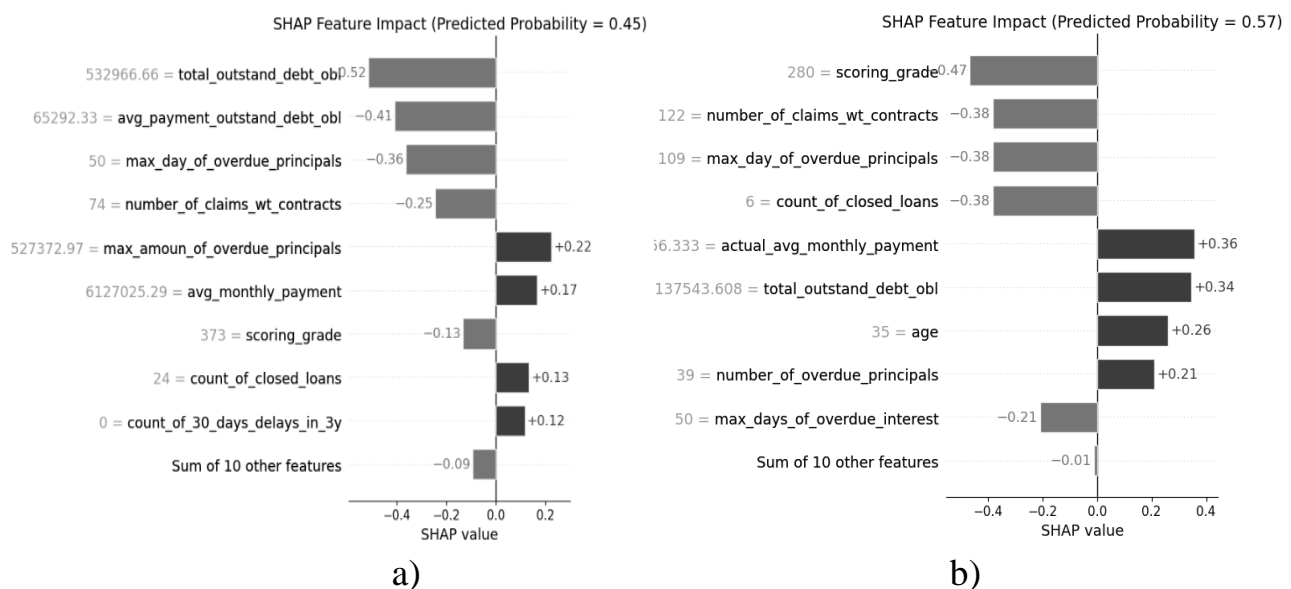 SHAP Feature Impact (Predicted Probability = 0.45)
532966.66 = total_outstand_debt_obl
0.52
65292.33 = avg_payment_outstand_debt_obl
−0.41
50 = max_day_of_overdue_principals
−0.36
74 = number_of_claims_wt_contracts
−0.25
527372.97 = max_amoun_of_overdue_principals
+0.22
6127025.29 = avg_monthly_payment
+0.17
373 = scoring_grade
−0.13
24 = count_of_closed_loans
+0.13
0 = count_of_30_days_delays_in_3y
+0.12
Sum of 10 other features
−0.09
−0.4 −0.2 0.0 0.2
SHAP value
a)
SHAP Feature Impact (Predicted Probability = 0.57)
280 = scoring_grade
0.47
122 = number_of_claims_wt_contracts
−0.38
109 = max_day_of_overdue_principals
−0.38
6 = count_of_closed_loans
−0.38
6.333 = actual_avg_monthly_payment
+0.36
137543.608 = total_outstand_debt_obl
+0.34
35 = age
+0.26
39 = number_of_overdue_principals
+0.21
50 = max_days_of_overdue_interest
−0.21
Sum of 10 other features
−0.01
−0.4 −0.2 0.0 0.2 0.4
SHAP value
b)